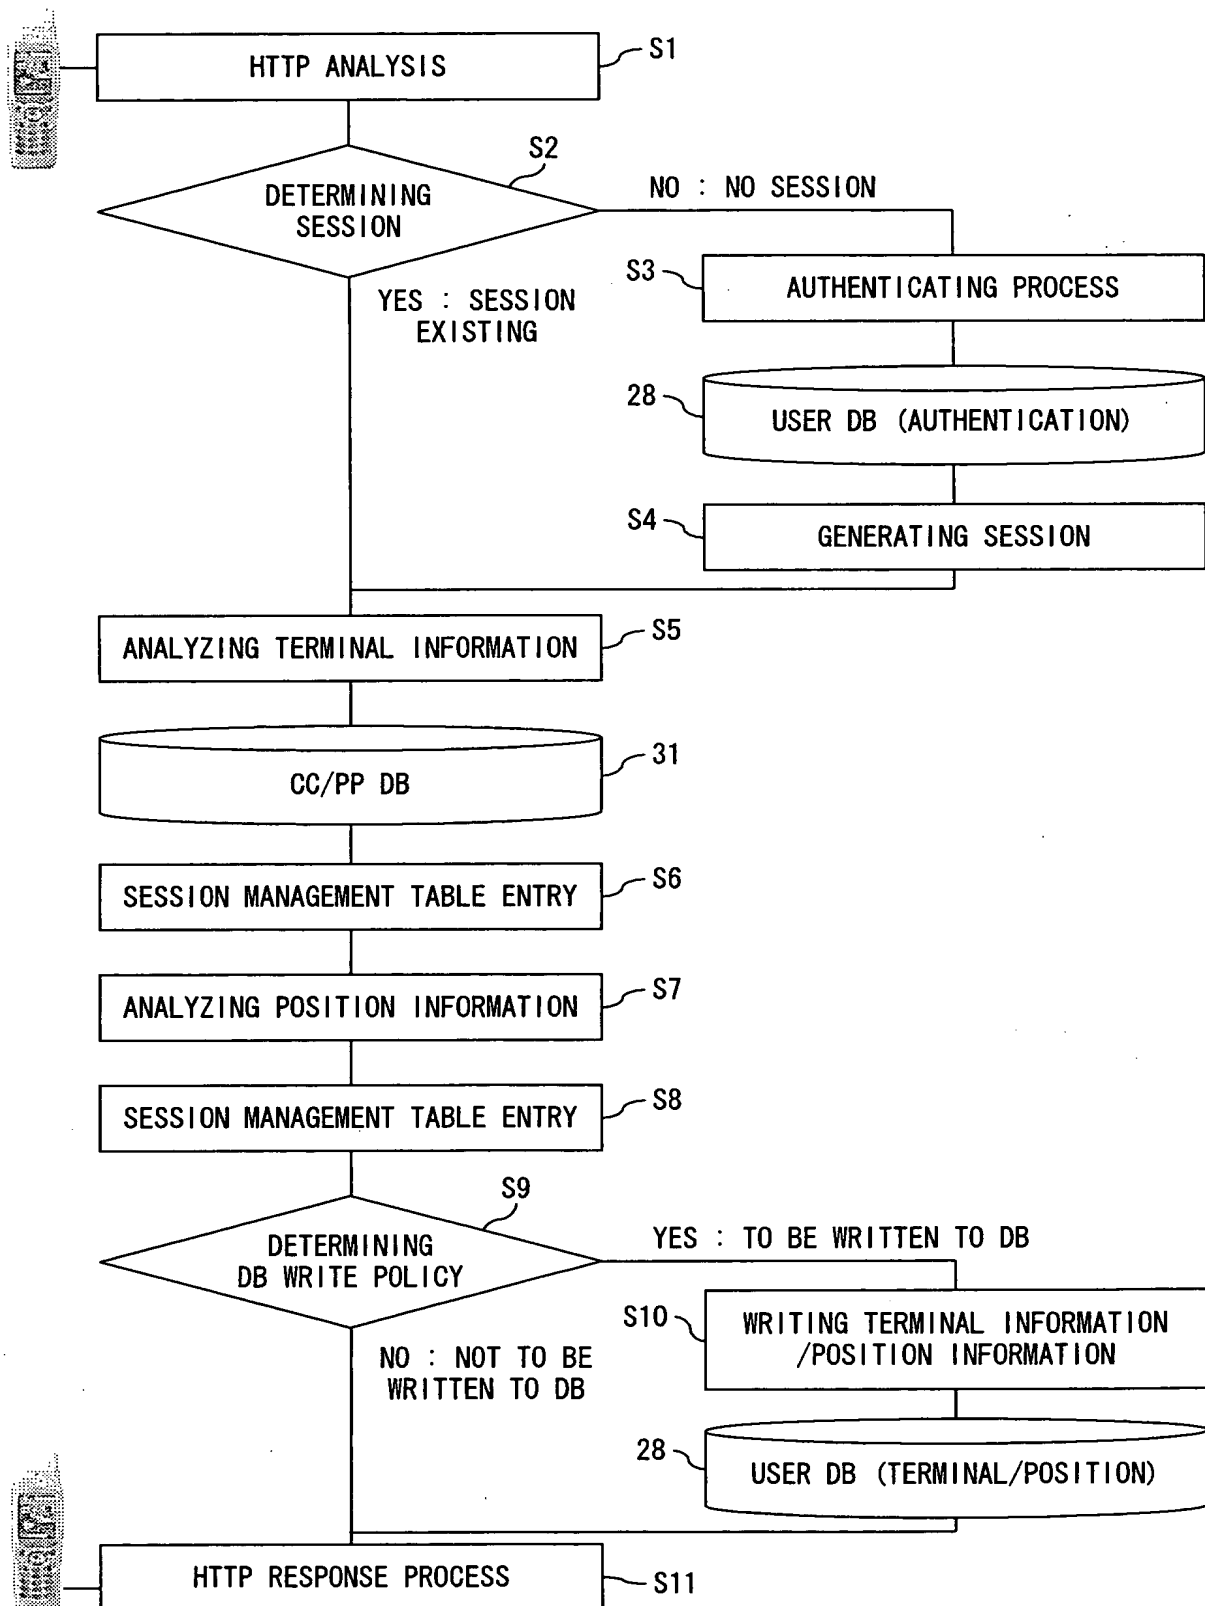 HTTP ANALYSIS
S1
S2
DETERMINING
SESSION
NO : NO SESSION
YES : SESSION
EXISTING
S3
AUTHENTICATING PROCESS
28
USER DB (AUTHENTICATION)
S4
GENERATING SESSION
ANALYZING TERMINAL INFORMATION
S5
CC/PP DB
31
SESSION MANAGEMENT TABLE ENTRY
S6
ANALYZING POSITION INFORMATION
S7
SESSION MANAGEMENT TABLE ENTRY
S8
S9
DETERMINING
DB WRITE POLICY
YES : TO BE WRITTEN TO DB
NO : NOT TO BE
WRITTEN TO DB
S10
WRITING TERMINAL INFORMATION
/POSITION INFORMATION
28
USER DB (TERMINAL/POSITION)
HTTP RESPONSE PROCESS
S11